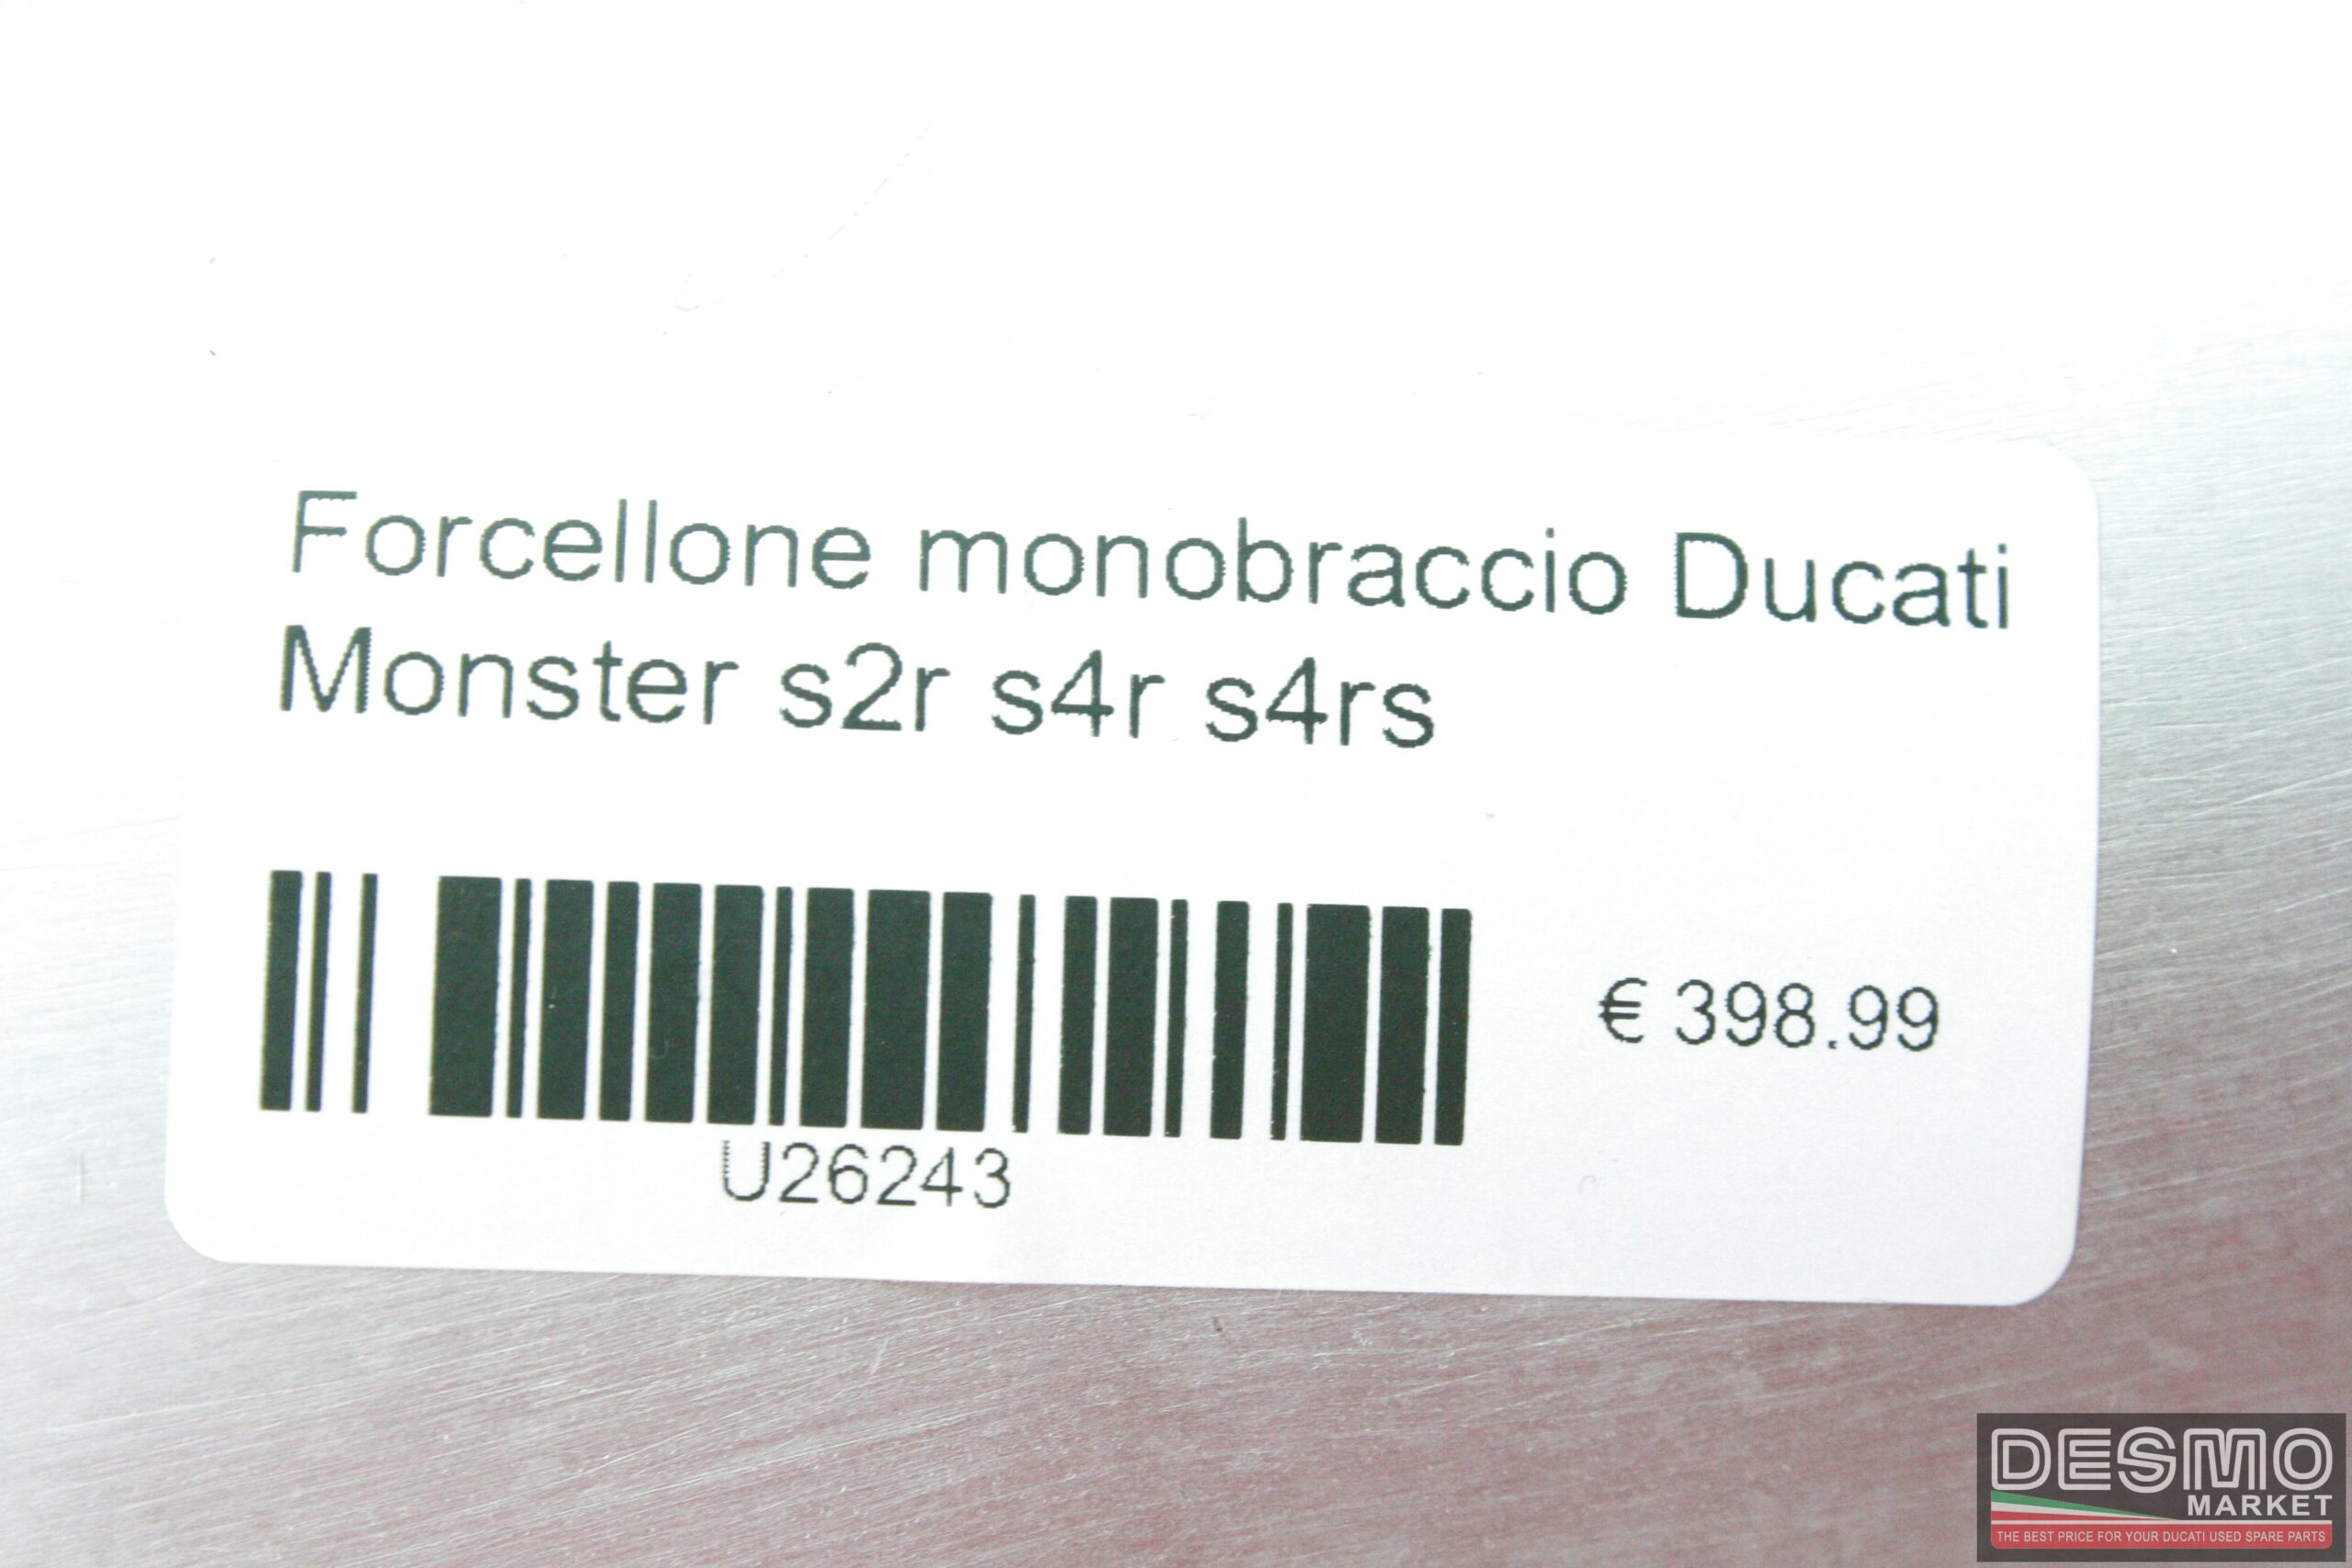 Forcellone monobraccio Ducati
Monster s2r s4r s4rs
€ 398.99
U26243
DESMO
MARKET
THE BEST PRICE FOR YOUR DUCATI USED SPARE PARTS